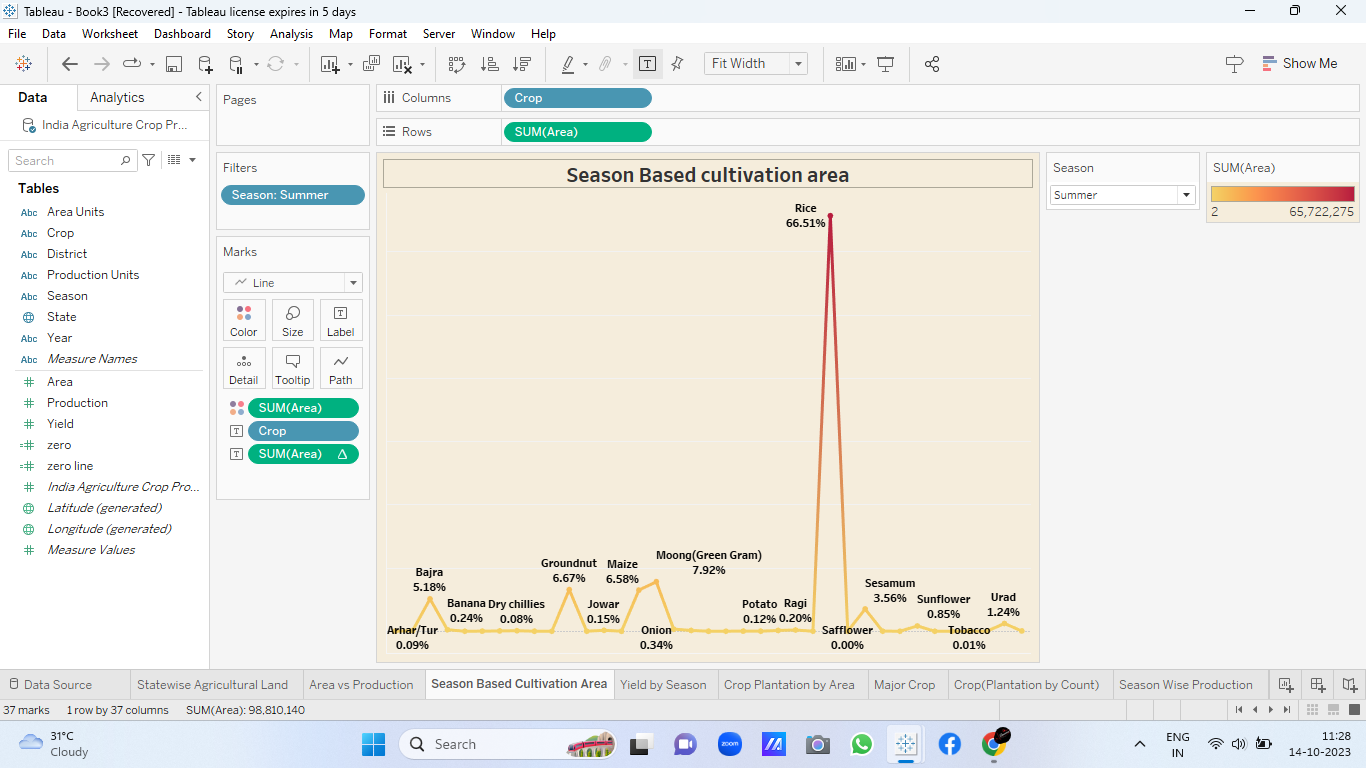 Tableau - Book3 [Recovered] - Tableau license expires in 5 days
File Data Worksheet Dashboard Story Analysis Map Format Server Window Help
Fit Width
Show Me
Data Analytics
India Agriculture Crop Pr...
Search
Tables
Abc Area Units
Abc Crop
Abc District
Abc Production Units
Abc Season
State
Abc Year
Abc Measure Names
# Area
# Production
# Yield
=# zero
=# zero line
# India Agriculture Crop Pro...
Latitude (generated)
Longitude (generated)
# Measure Values
Pages
Filters
Season: Summer
Marks
Line
Color Size Label
Detail Tooltip Path
SUM(Area)
Crop
SUM(Area) Δ
Columns Crop
Rows SUM(Area)
Season Based cultivation area
Rice
66.51%
Bajra
5.18%
Groundnut
6.67%
Maize
6.58%
Moong(Green Gram)
7.92%
Banana
0.24%
Dry chillies
0.08%
Jowar
0.15%
Potato
0.12%
Ragi
0.20%
Sesamum
3.56%
Sunflower
0.85%
Urad
1.24%
Arhar/Tur
0.09%
Onion
0.34%
Safflower
0.00%
Tobacco
0.01%
Season
Summer
SUM(Area)
2 65,722,275
Data Source Statewise Agricultural Land Area vs Production Season Based Cultivation Area Yield by Season Crop Plantation by Area Major Crop Crop(Plantation by Count) Season Wise Production
37 marks 1 row by 37 columns SUM(Area): 98,810,140
31°C
Cloudy
Search
zoom
ENG
IN
11:28
14-10-2023